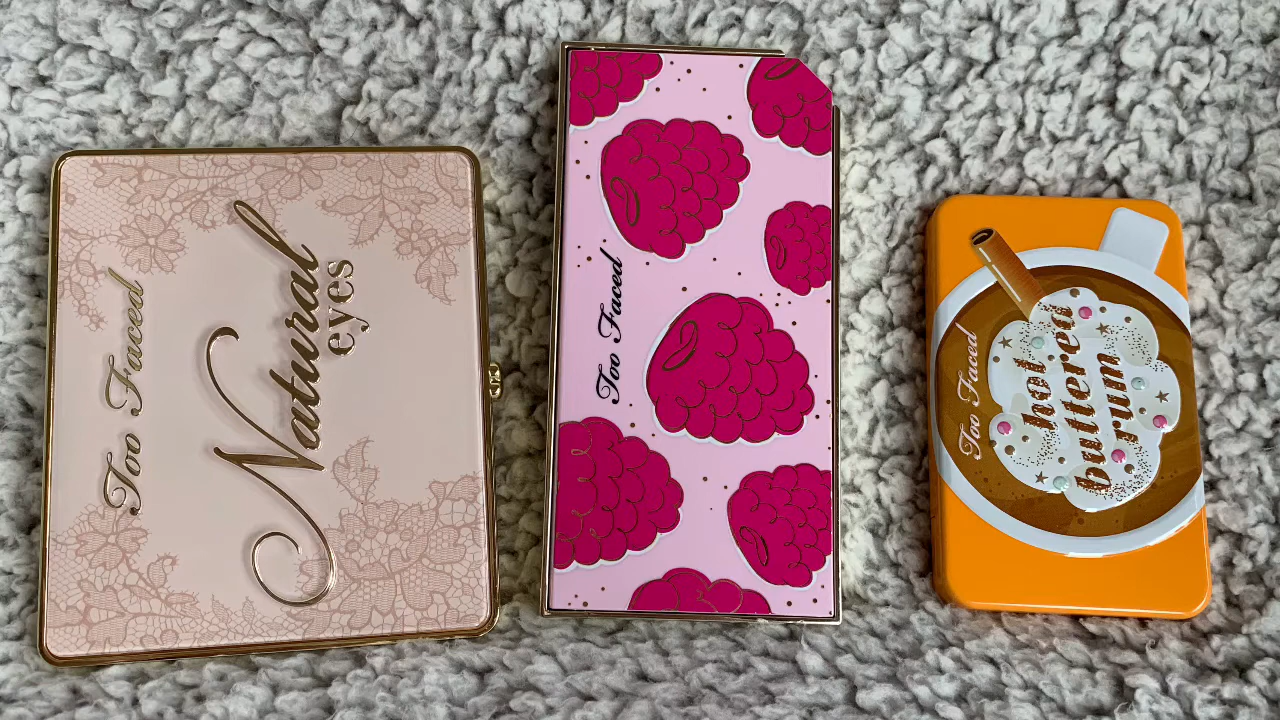 Too Faced
Natural
eyes
Too Faced
Too Faced
hot
buttered
rum